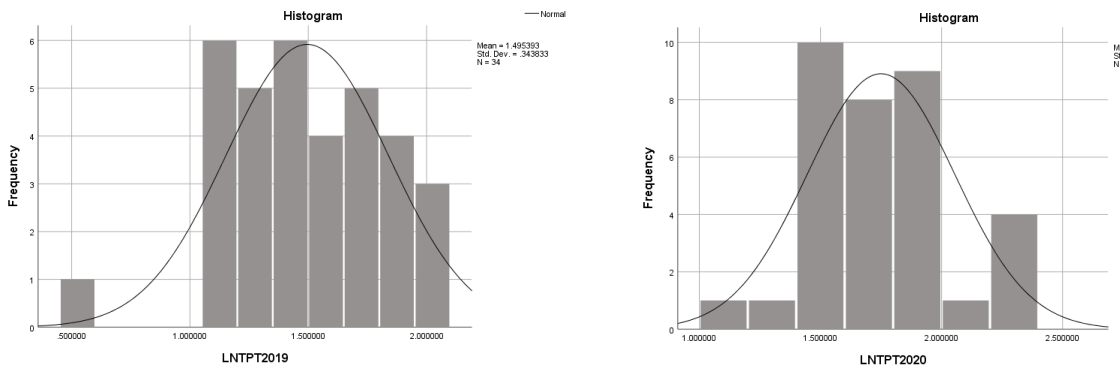 Histogram
Normal
Mean = 1.495393
Std. Dev. = .343833
N = 34
6
5
4
3
2
1
0
Frequency
.500000 1.000000 1.500000 2.000000
LNTPT2019
Histogram
M
St
N
10
8
6
4
2
0
Frequency
1.000000 1.500000 2.000000 2.500000
LNTPT2020